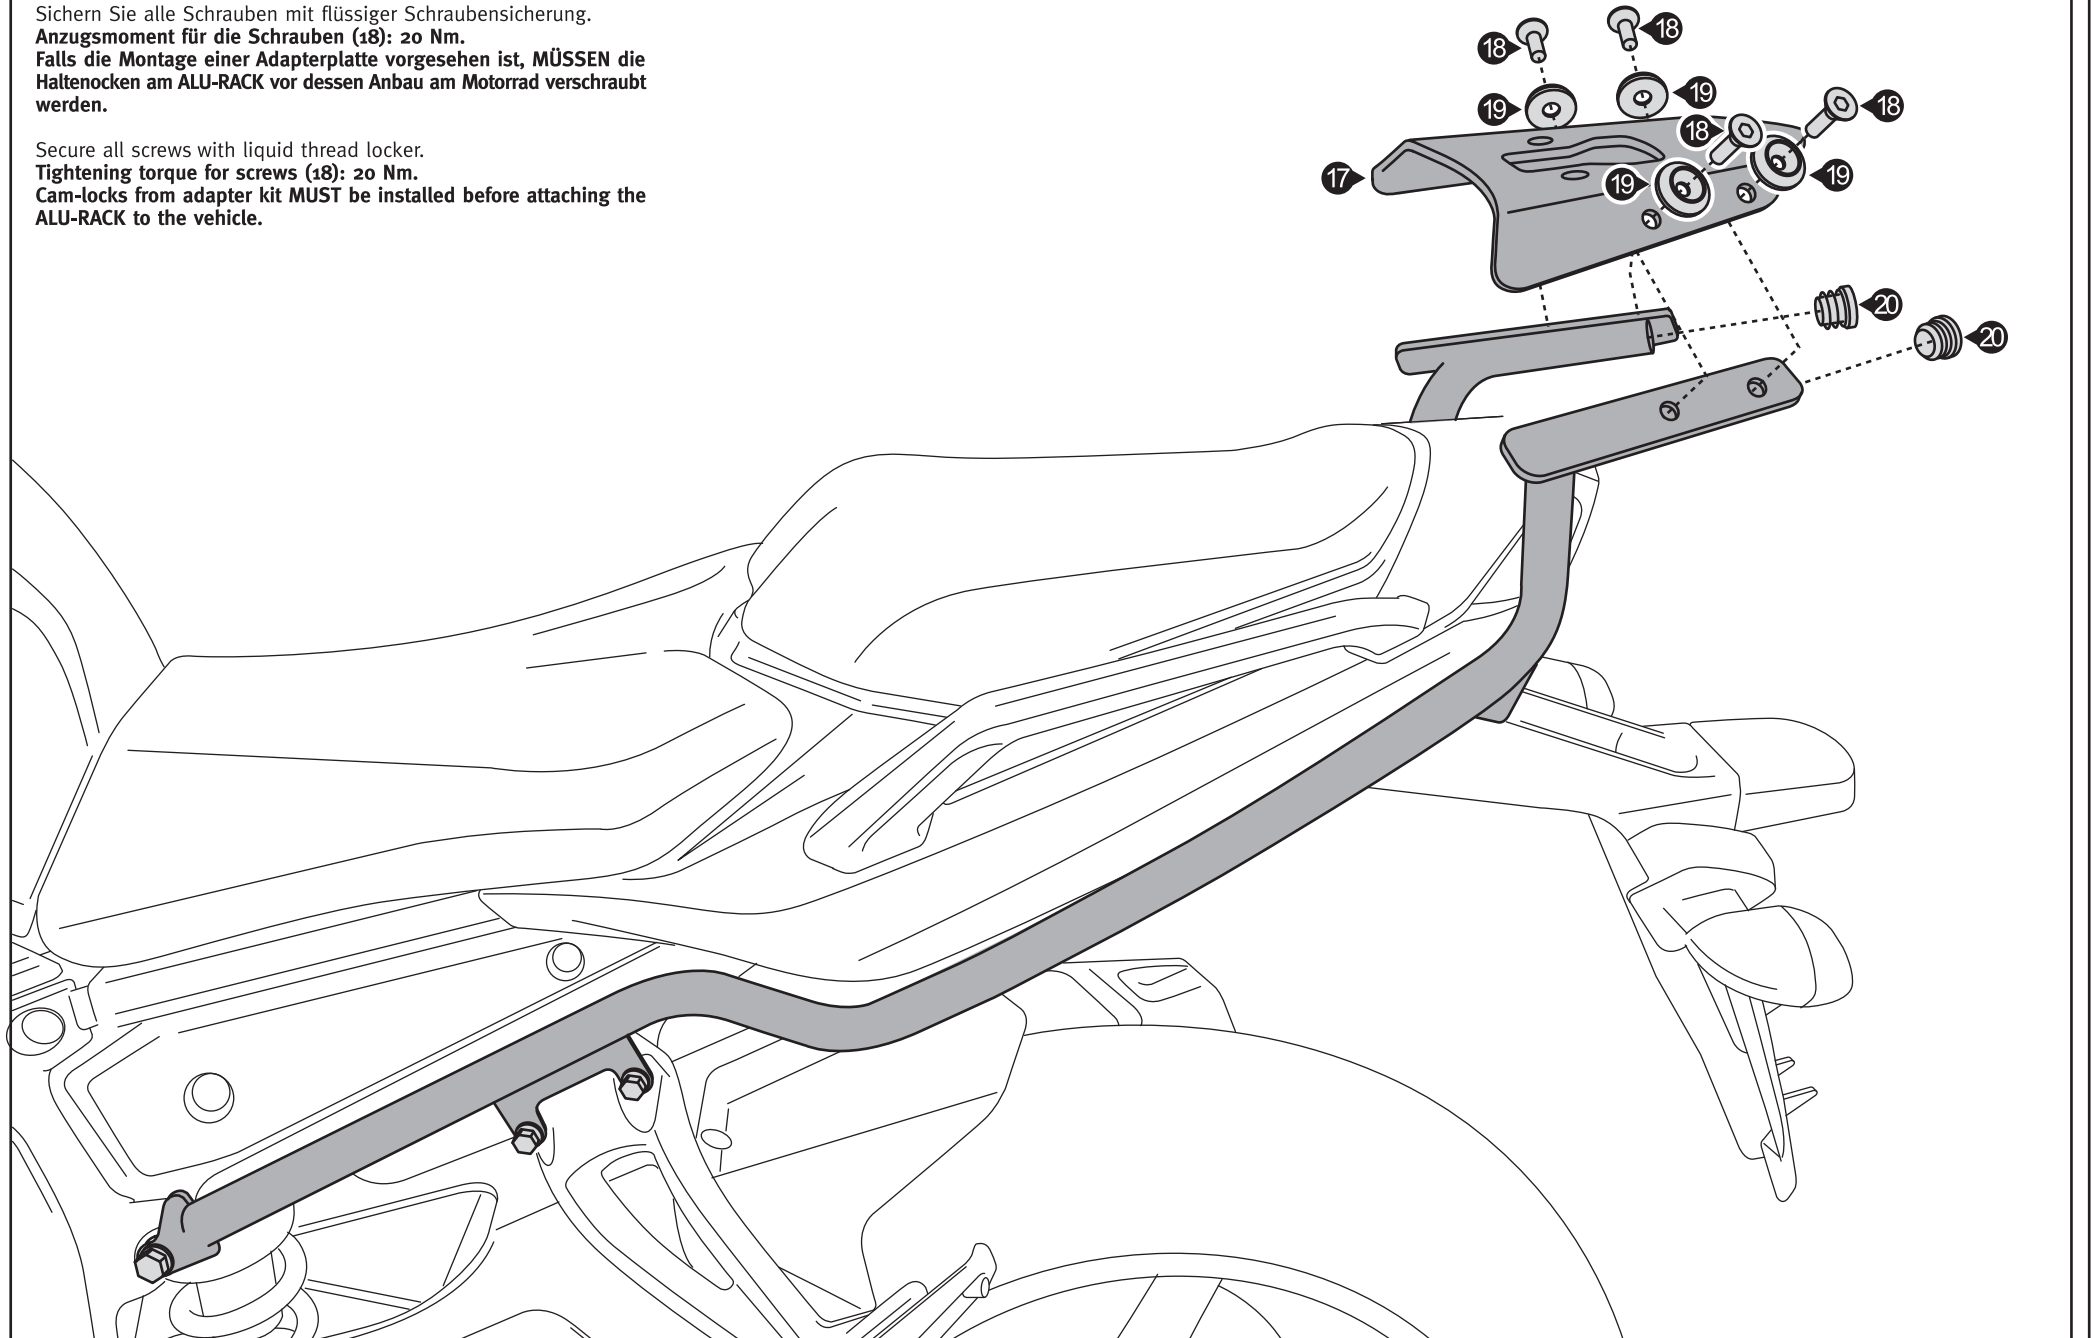 Sichern Sie alle Schrauben mit flüssiger Schraubensicherung.
Anzugsmoment für die Schrauben (18): 20 Nm.
Falls die Montage einer Adapterplatte vorgesehen ist, MÜSSEN die
Haltenocken am ALU-RACK vor dessen Anbau am Motorrad verschraubt
werden.
Secure all screws with liquid thread locker.
Tightening torque for screws (18): 20 Nm.
Cam-locks from adapter kit MUST be installed before attaching the
ALU-RACK to the vehicle.
18
18
19
19
18
18
17
19
19
20
20